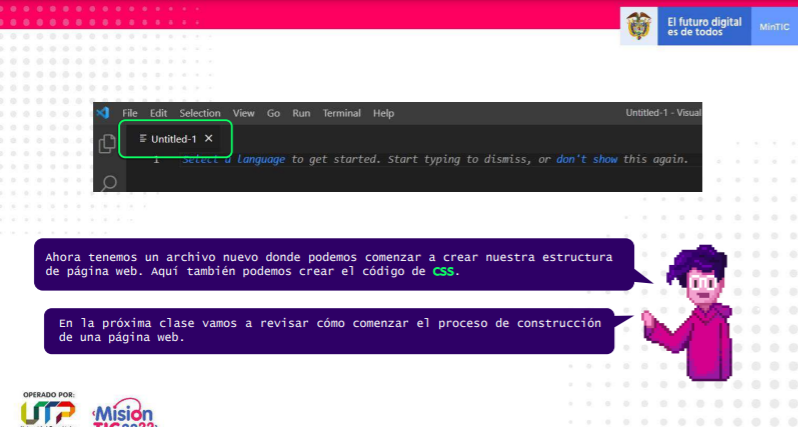 El futuro digital
es de todos
MinTIC
File Edit Selection View Go Run Terminal Help
Untitled-1 - Visual
Untitled-1 ×
1 Select a language to get started. Start typing to dismiss, or don't show this again.
Ahora tenemos un archivo nuevo donde podemos comenzar a crear nuestra estructura
de página web. Aquí también podemos crear el código de CSS.
En la próxima clase vamos a revisar cómo comenzar el proceso de construcción
de una página web.
OPERADO POR:
UTP
Misión
TIC 2022